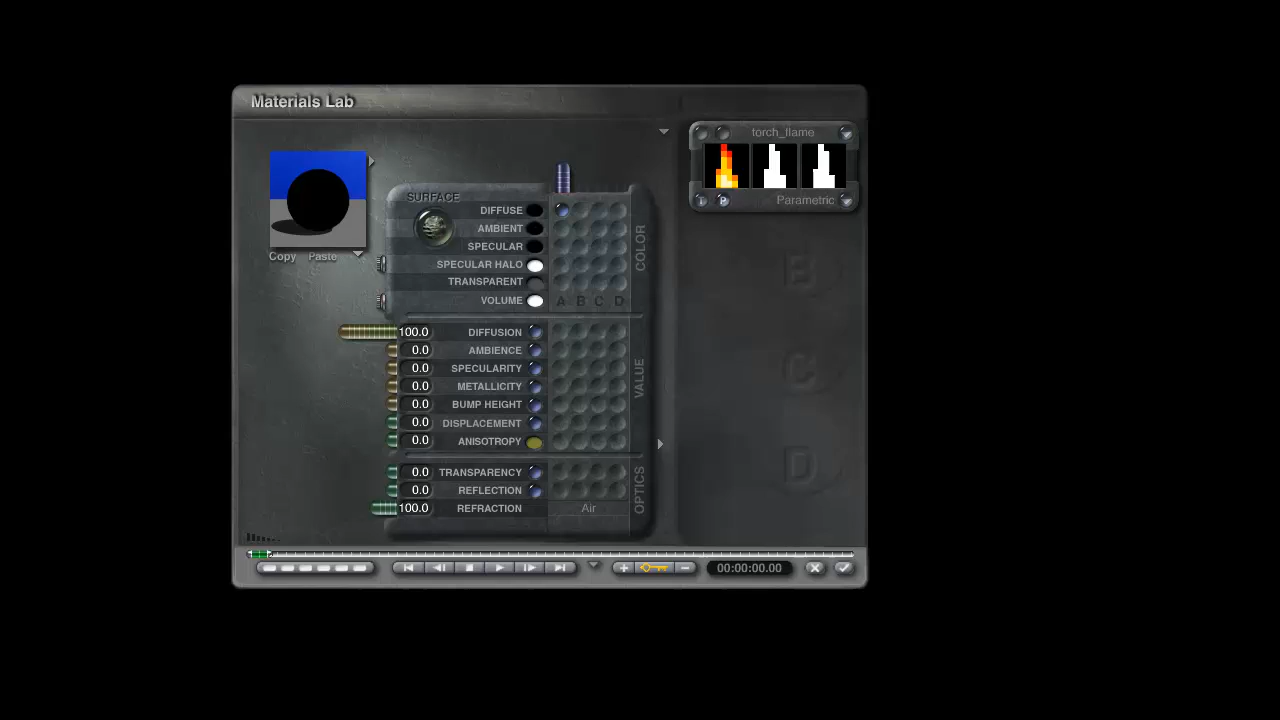 Materials Lab
torch_flame
T P Parametric
Copy Paste
SURFACE
DIFFUSE
AMBIENT
SPECULAR
SPECULAR HALO
TRANSPARENT
VOLUME
A B C D
COLOR
100.0 DIFFUSION
0.0 AMBIENCE
0.0 SPECULARITY
0.0 METALLICITY
0.0 BUMP HEIGHT
0.0 DISPLACEMENT
0.0 ANISOTROPY
VALUE
0.0 TRANSPARENCY
0.0 REFLECTION
100.0 REFRACTION Air
OPTICS
B
C
D
00:00:00.00